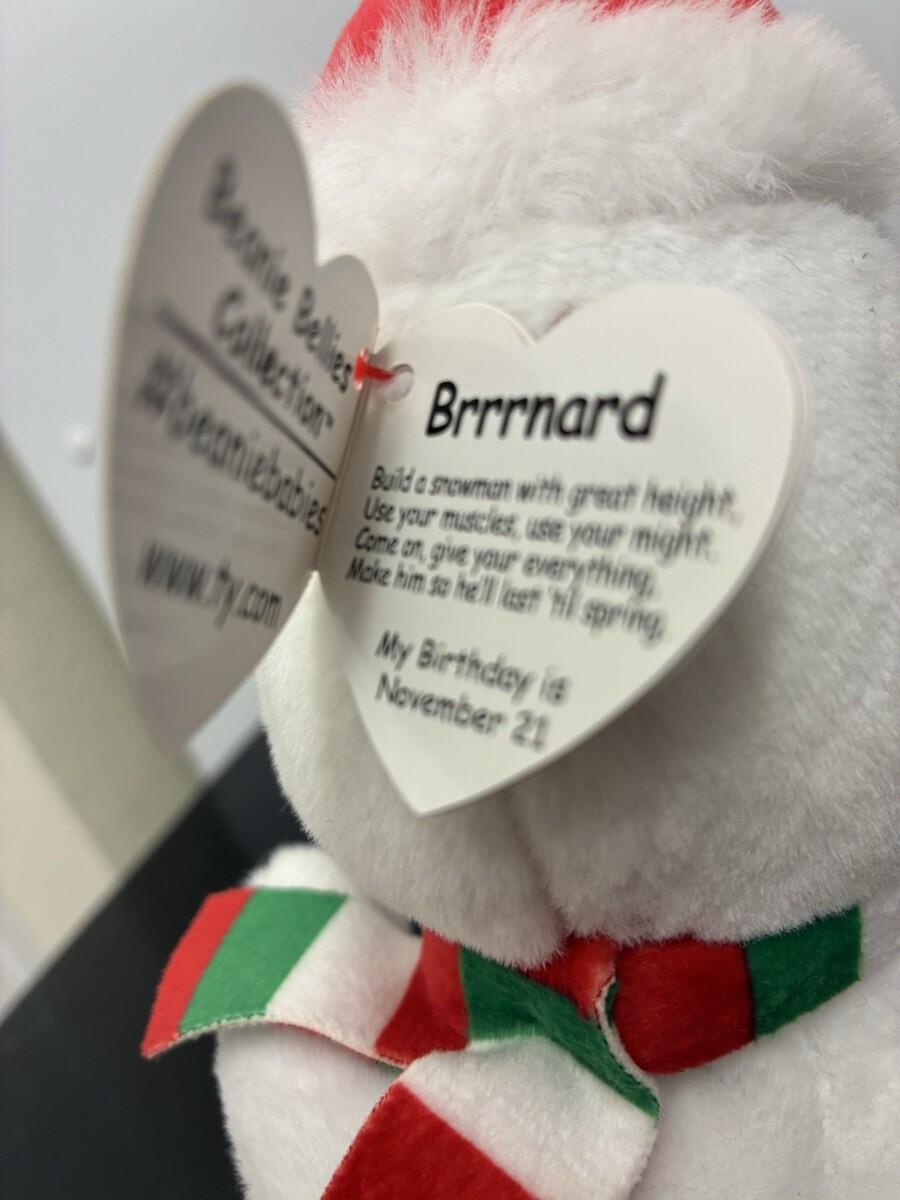 Beanie Bellies
Collection™
#beaniebabies
www.ty.com
Brrrnard
Build a snowman with great height,
Use your muscles, use your might.
Come on, give your everything,
Make him so he'll last 'til spring.
My Birthday is
November 21